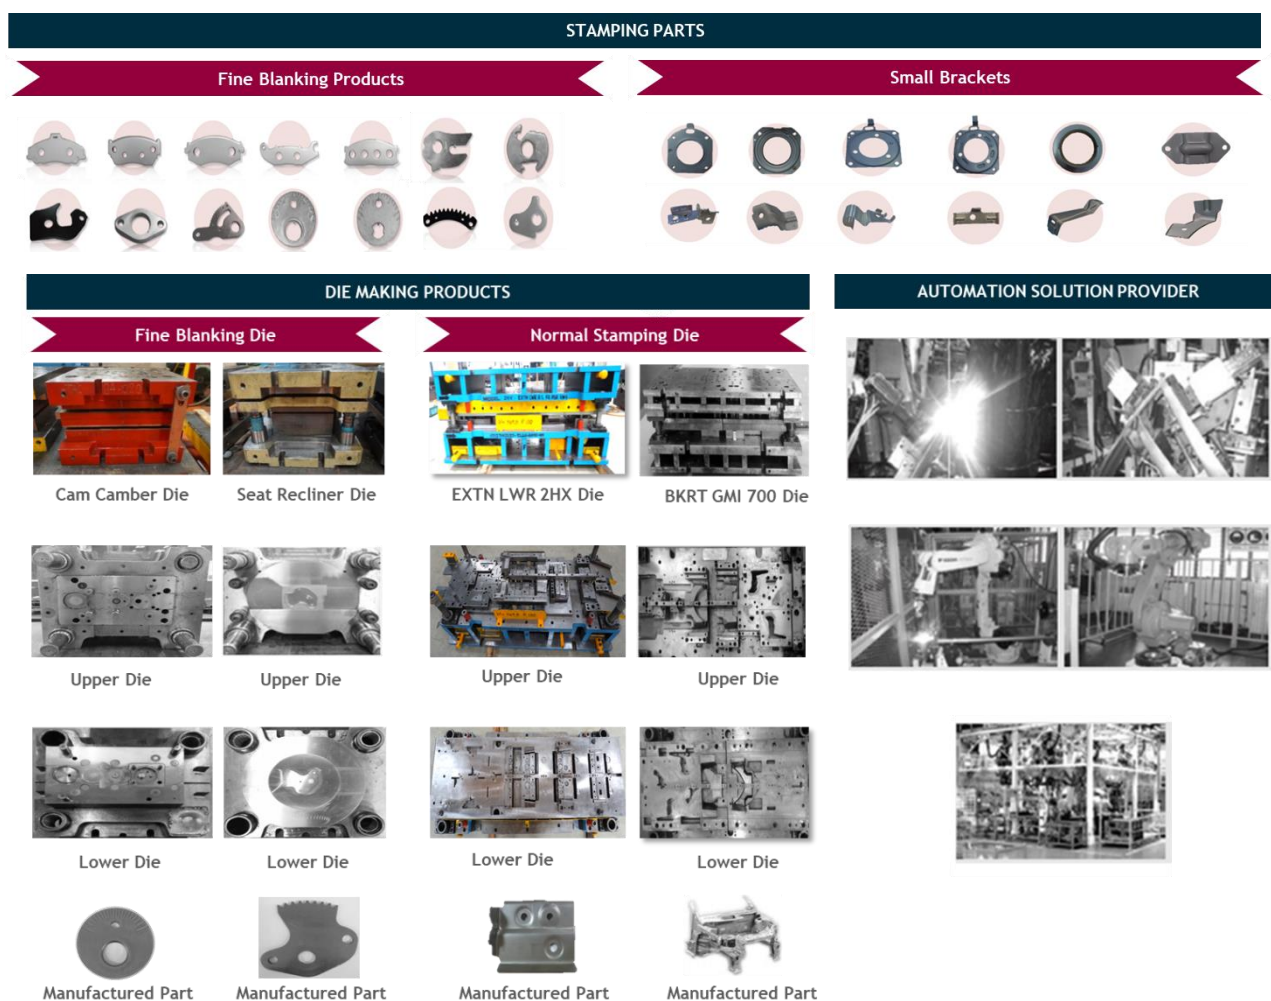 STAMPING PARTS
Fine Blanking Products
Small Brackets
DIE MAKING PRODUCTS
AUTOMATION SOLUTION PROVIDER
Fine Blanking Die
Normal Stamping Die
Cam Camber Die
Seat Recliner Die
EXTN LWR 2HX Die
BKRT GMI 700 Die
Upper Die
Upper Die
Upper Die
Upper Die
Lower Die
Lower Die
Lower Die
Lower Die
Manufactured Part
Manufactured Part
Manufactured Part
Manufactured Part